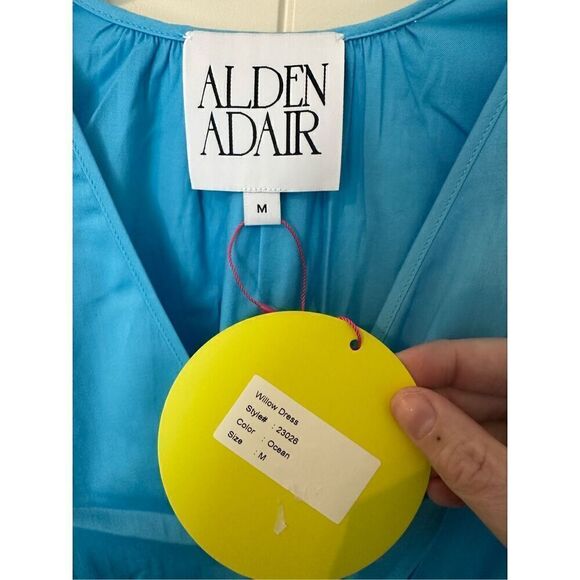 ALDEN
ADAIR
M
Willow Dress
Style# : 23026
Color : Ocean
Size : M